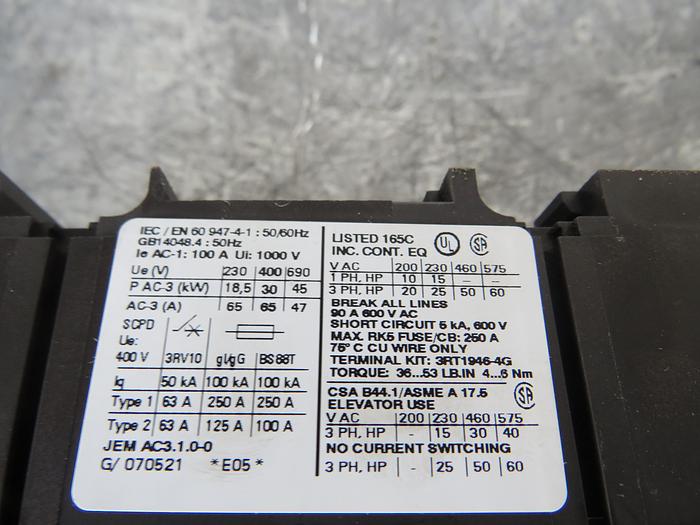 IEC / EN 60 947-4-1 : 50/60Hz
GB14048.4 : 50Hz
Ie AC-1: 100 A Ui: 1000 V
Ue (V) 230 400 690
P AC-3 (kW) 18,5 30 45
AC-3 (A) 65 65 47
SCPD
Ue:
400 V 3RV10 gl/gG BS88T
Iq 50 kA 100 kA 100 kA
Type 1 63 A 250 A 250 A
Type 2 63 A 125 A 100 A
JEM AC3.1.0-0
G/ 070521 *E05*
LISTED 165C
INC. CONT. EQ UL SA
V AC 200 230 460 575
1 PH, HP 10 15 – –
3 PH, HP 20 25 50 60
BREAK ALL LINES
90 A 600 V AC
SHORT CIRCUIT 5 kA, 600 V
MAX. RK5 FUSE/CB: 250 A
75°C CU WIRE ONLY
TERMINAL KIT: 3RT1946-4G
TORQUE: 36...53 LB.IN 4...6 Nm
CSA B44.1/ASME A 17.5 SA
ELEVATOR USE
V AC 200 230 460 575
3 PH, HP - 15 30 40
NO CURRENT SWITCHING
3 PH, HP - 25 50 60